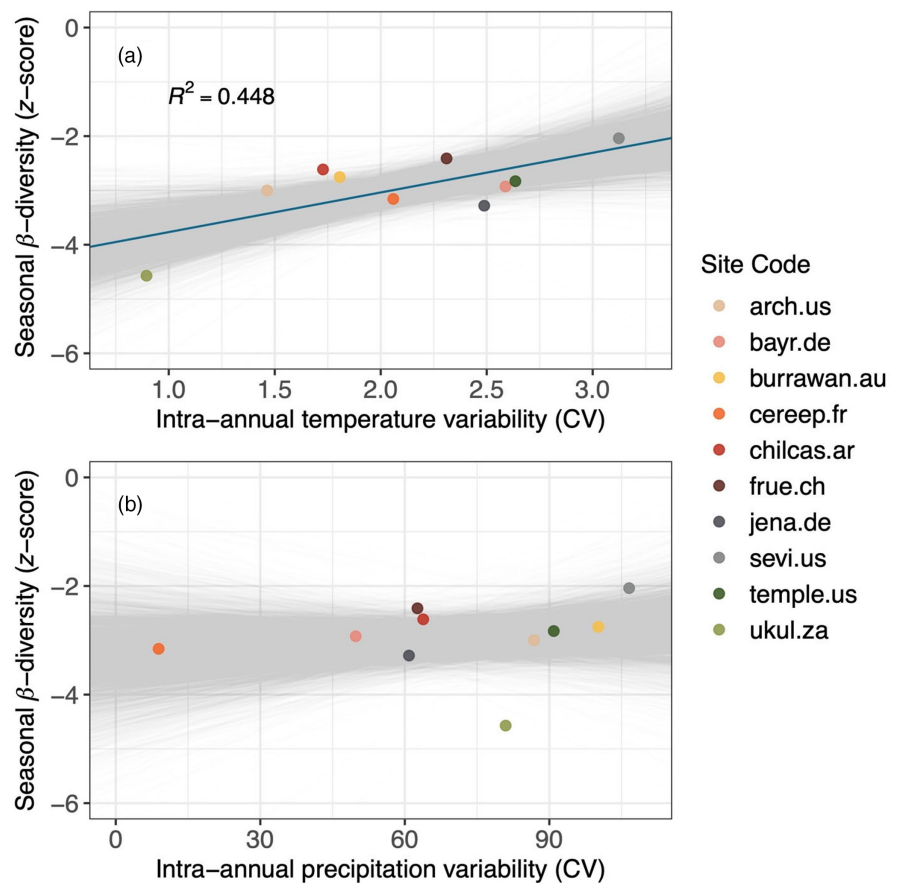 (a)
R² = 0.448
Seasonal β−diversity (z−score)
0
−2
−4
−6
1.0 1.5 2.0 2.5 3.0
Intra−annual temperature variability (CV)
(b)
Seasonal β−diversity (z−score)
0
−2
−4
−6
0 30 60 90
Intra−annual precipitation variability (CV)
Site Code
arch.us
bayr.de
burrawan.au
cereep.fr
chilcas.ar
frue.ch
jena.de
sevi.us
temple.us
ukul.za